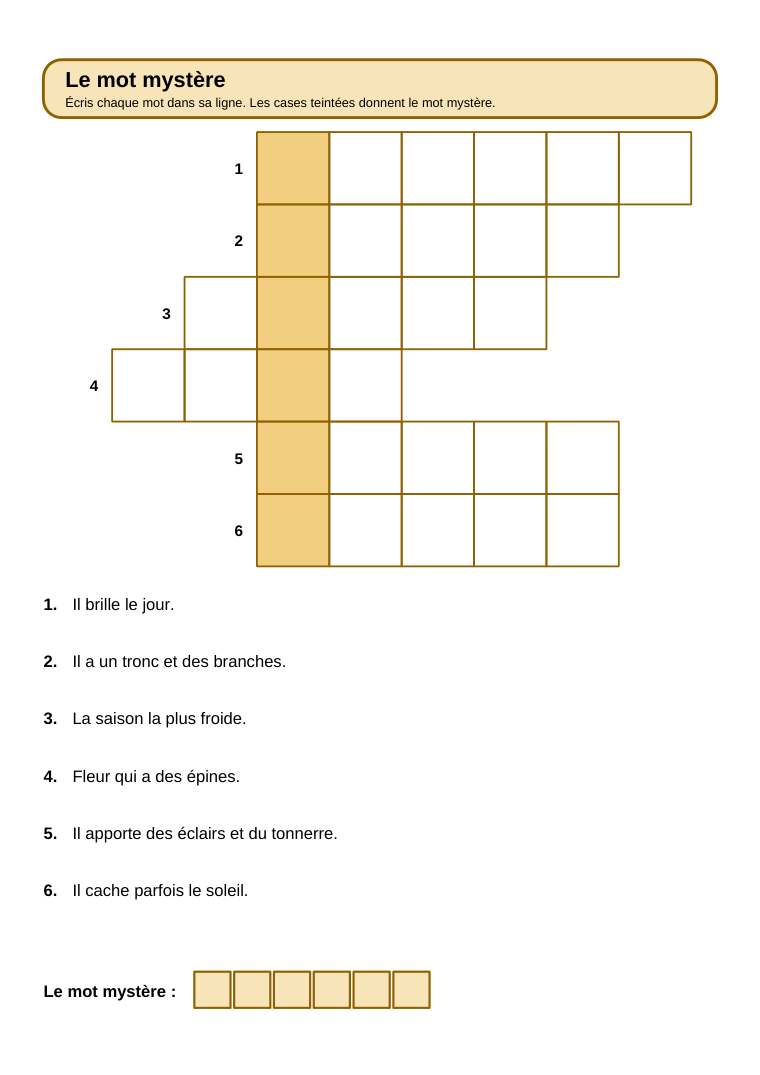 Le mot mystère
Écris chaque mot dans sa ligne. Les cases teintées donnent le mot mystère.
1
2
3
4
5
6
1. Il brille le jour.
2. Il a un tronc et des branches.
3. La saison la plus froide.
4. Fleur qui a des épines.
5. Il apporte des éclairs et du tonnerre.
6. Il cache parfois le soleil.
Le mot mystère :